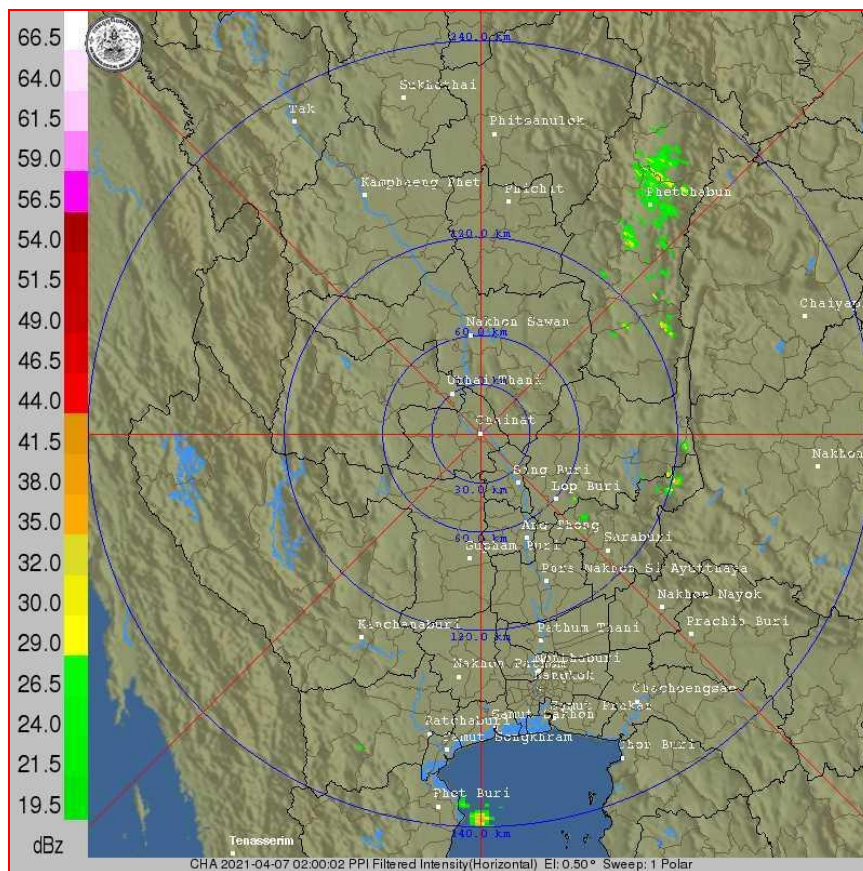 66.5
64.0
61.5
59.0
56.5
54.0
51.5
49.0
46.5
44.0
41.5
38.0
35.0
32.0
30.0
29.0
26.5
24.0
21.5
19.5
dBz
240.0 km
Sukhothai
Tak
Phitsanulok
Kamphaeng Phet
Phichit
Phetchabun
120.0 km
Chaiyap
Nakhon Sawan
60.0 km
Uthai Thani
Chainat
Nakhon
Sing Buri
30.0 km
Lop Buri
Ang Thong
60.0 km
Suphan Buri
Saraburi
Pora Nakhon Si Ayutthaya
Nakhon Nayok
Prachin Buri
Kanchanaburi
120.0 km
Pathum Thani
Nonthaburi
Nakhon Pathom
Bangkok
Chachoengsao
Samut Prakan
Samut Sakhon
Ratchaburi
Samut Songkhram
Chon Buri
Phet Buri
240.0 km
Tenasserim
CHA 2021-04-07 02:00:02 PPI Filtered Intensity(Horizontal) El: 0.50° Sweep: 1 Polar